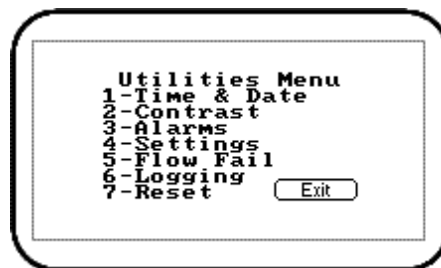 Utilities Menu
1-Time & Date
2-Contrast
3-Alarms
4-Settings
5-Flow Fail
6-Logging
7-Reset Exit